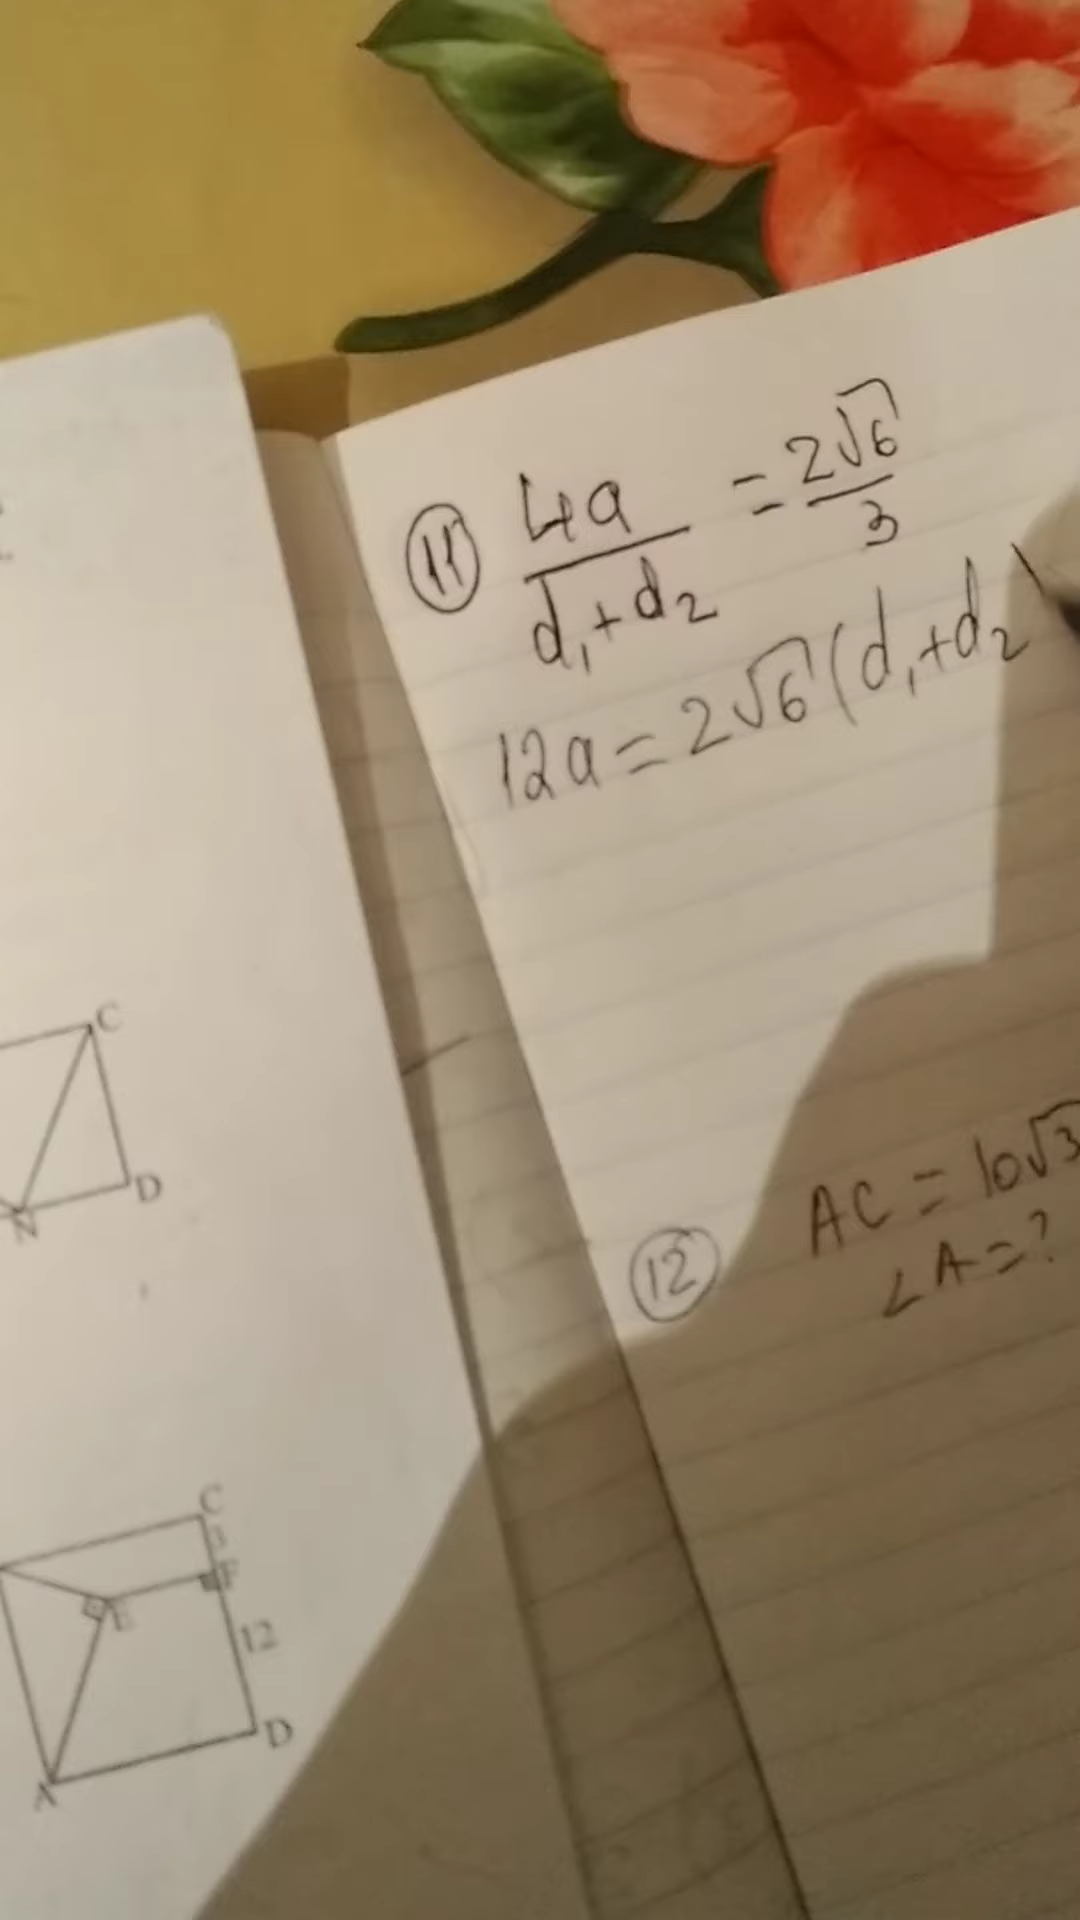 11 4a/(d₁+d₂) = 2√6/3
12a = 2√6(d₁+d₂)
12 AC = 10√3
∠A = ?
C
D
N
C
3
F
E
12
D
A